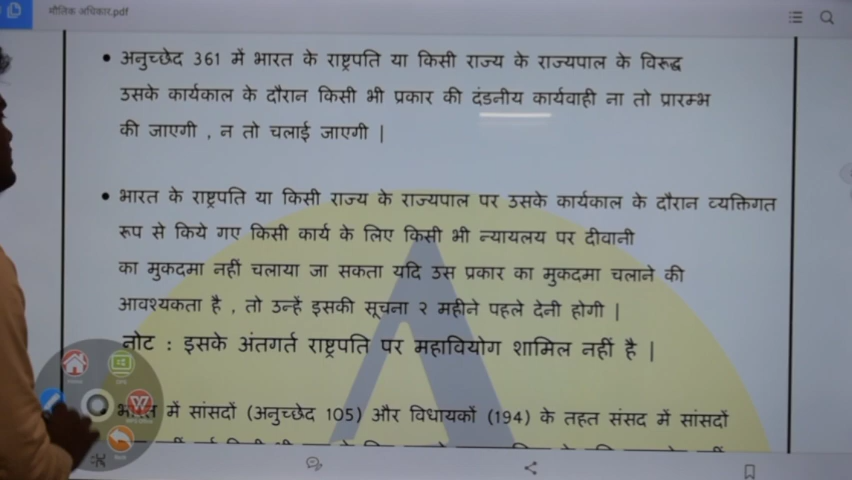 मौलिक अधिकार.pdf
• अनुच्छेद 361 में भारत के राष्ट्रपति या किसी राज्य के राज्यपाल के विरूद्ध
उसके कार्यकाल के दौरान किसी भी प्रकार की दंडनीय कार्यवाही ना तो प्रारम्भ
की जाएगी , न तो चलाई जाएगी |
• भारत के राष्ट्रपति या किसी राज्य के राज्यपाल पर उसके कार्यकाल के दौरान व्यक्तिगत
रूप से किये गए किसी कार्य के लिए किसी भी न्यायलय पर दीवानी
का मुकदमा नहीं चलाया जा सकता यदि उस प्रकार का मुकदमा चलाने की
आवश्यकता है , तो उन्हें इसकी सूचना २ महीने पहले देनी होगी |
नोट : इसके अंतगर्त राष्ट्रपति पर महावियोग शामिल नहीं है |
• भारत में सांसदों (अनुच्छेद 105) और विधायकों (194) के तहत संसद में सांसदों